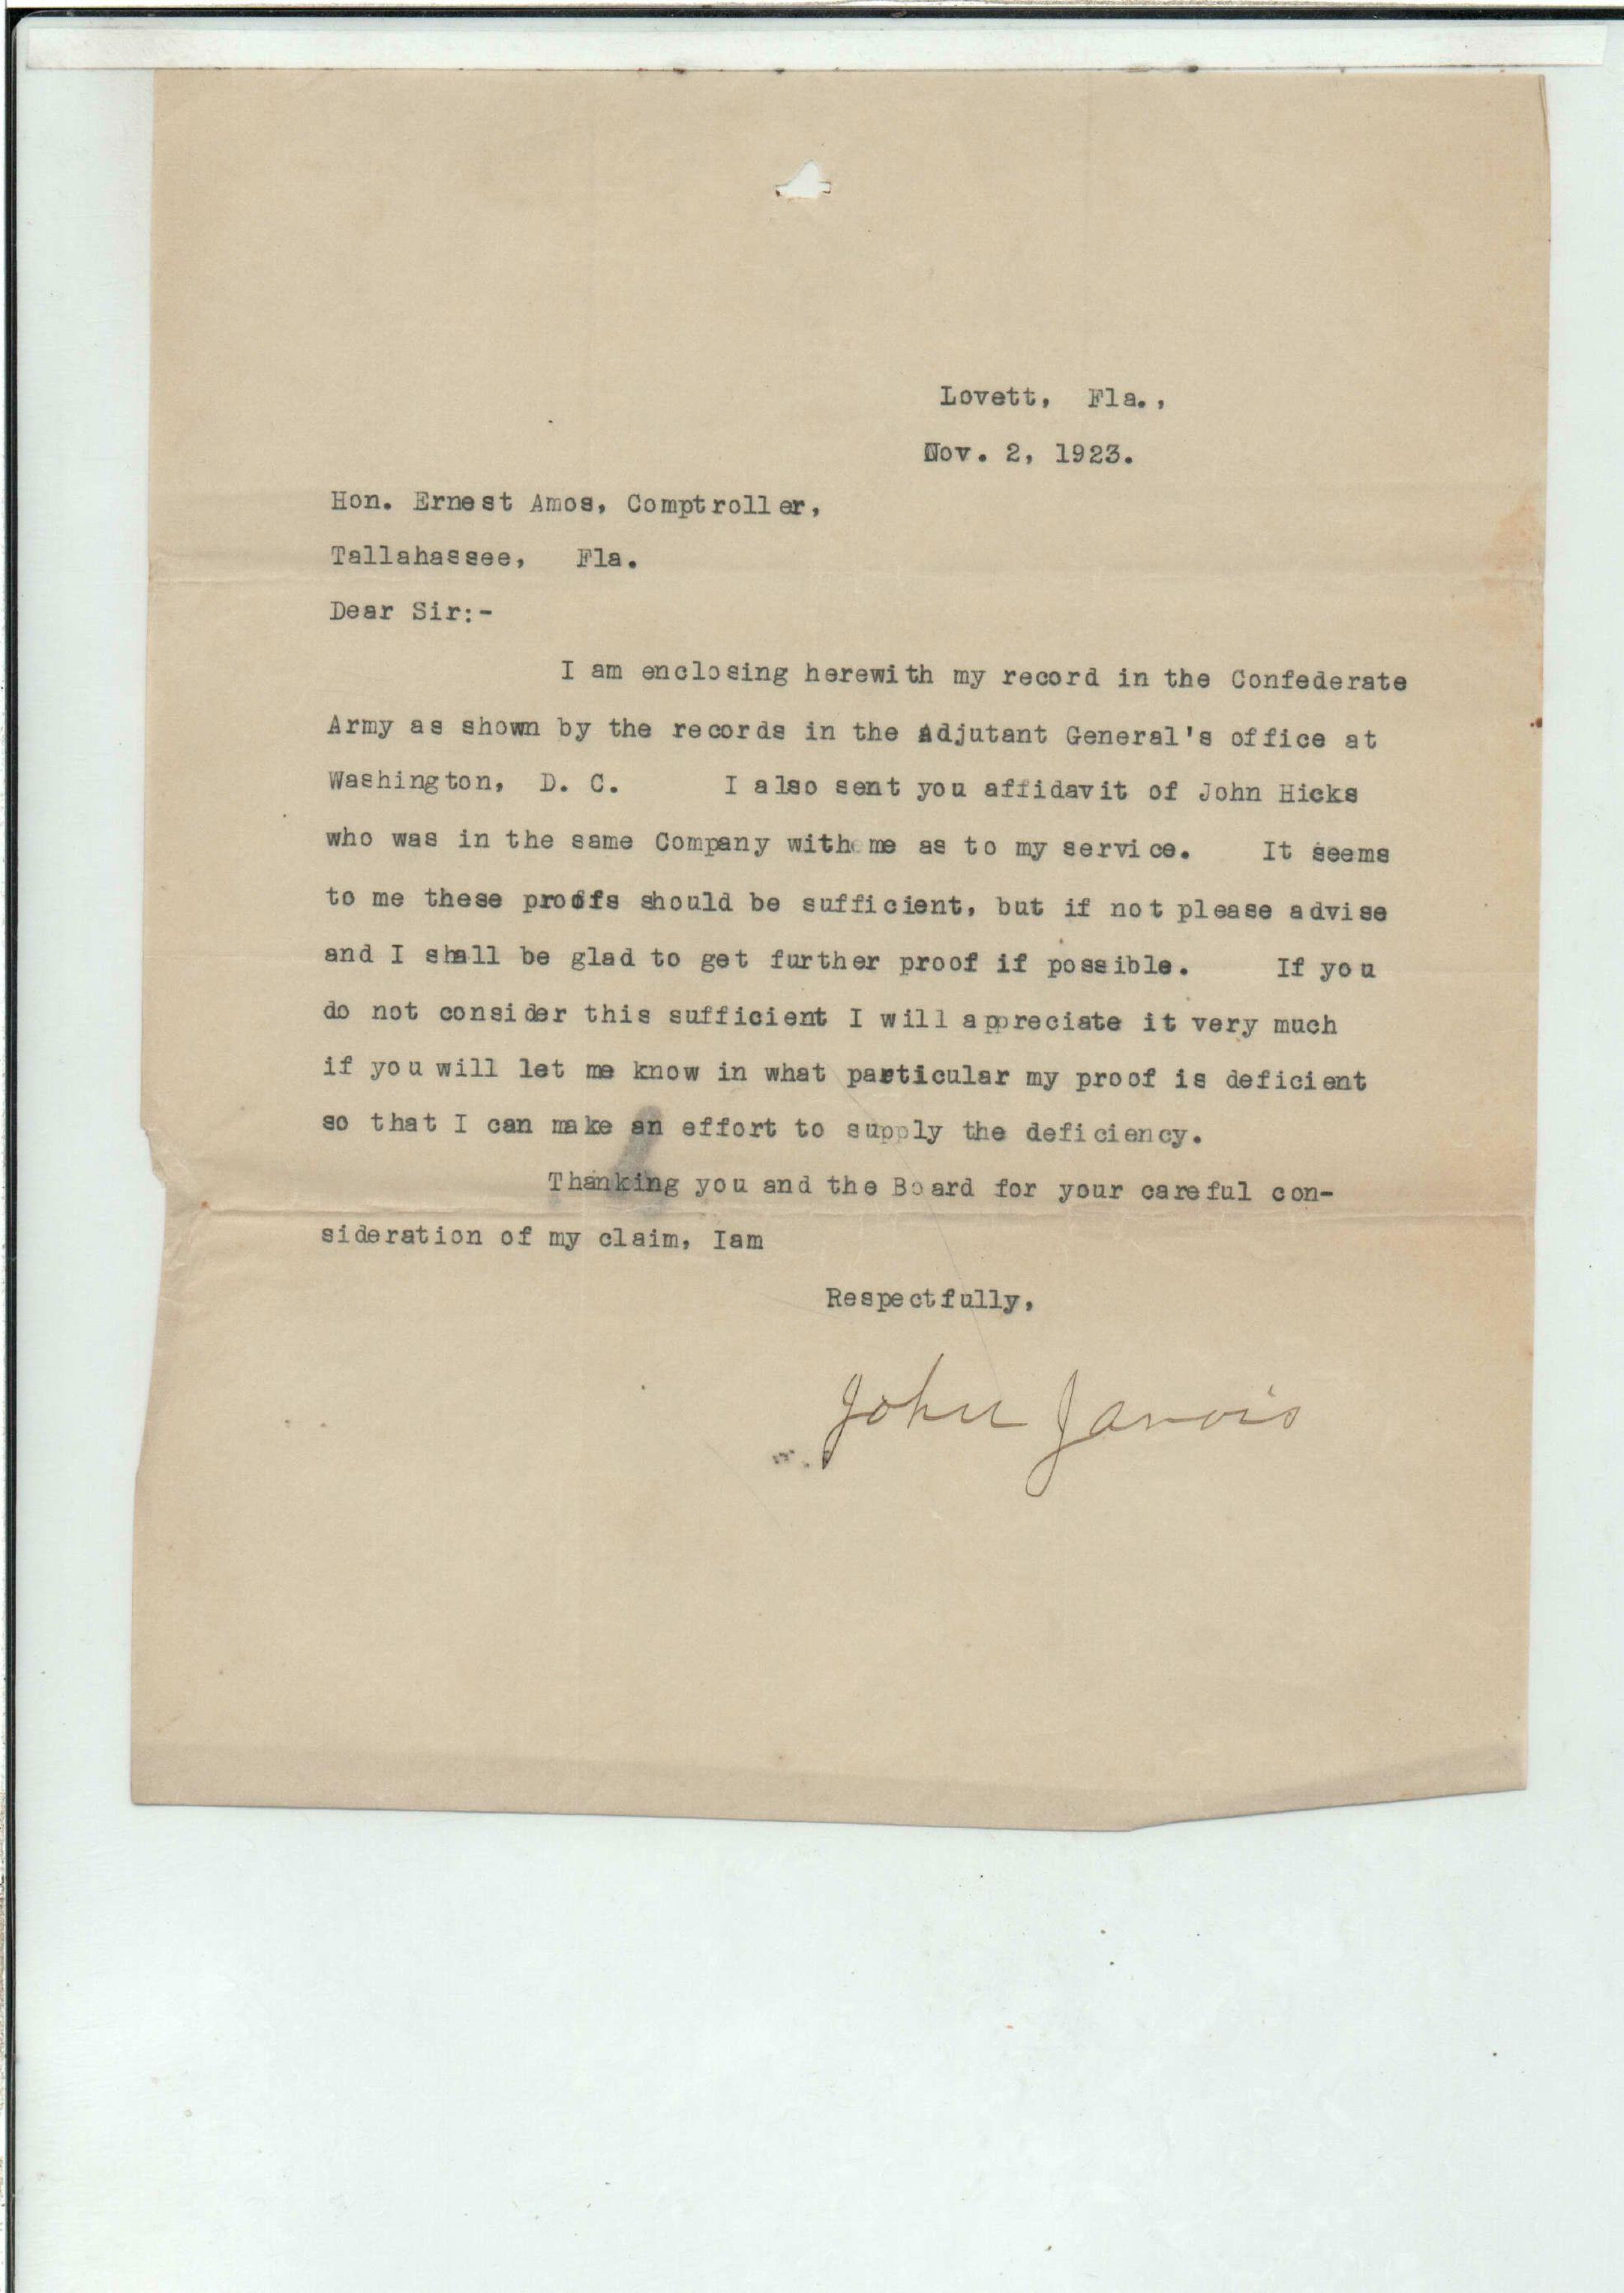 Lovett, Fla.,
Nov. 2, 1923.
Hon. Ernest Amos, Comptroller,
Tallahassee, Fla.
Dear Sir:-
I am enclosing herewith my record in the Confederate
Army as shown by the records in the Adjutant General's office at
Washington, D. C. I also sent you affidavit of John Hicks
who was in the same Company with me as to my service. It seems
to me these proofs should be sufficient, but if not please advise
and I shall be glad to get further proof if possible. If you
do not consider this sufficient I will appreciate it very much
if you will let me know in what particular my proof is deficient
so that I can make an effort to supply the deficiency.
Thanking you and the Board for your careful con-
sideration of my claim, Iam
Respectfully,
John Jarvis